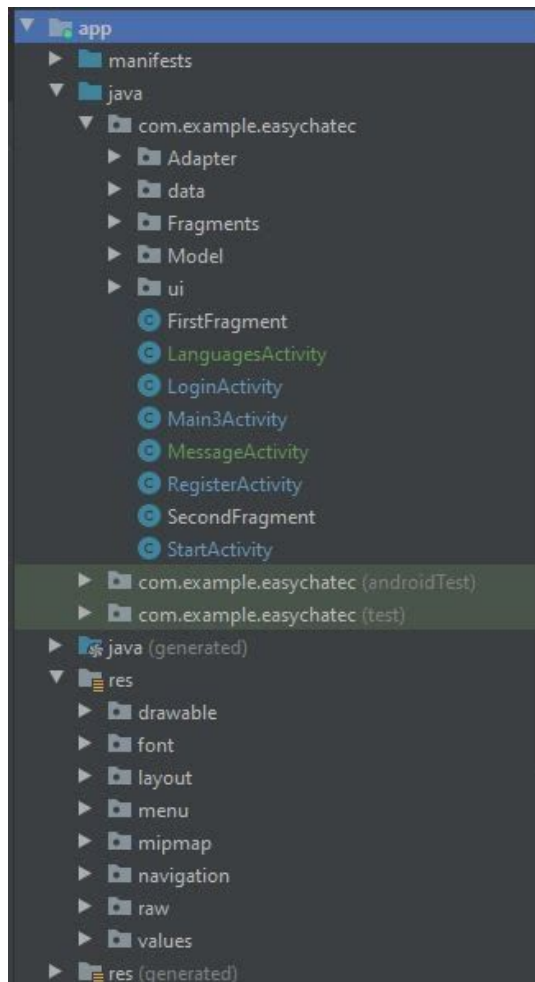 app
manifests
java
com.example.easychatec
Adapter
data
Fragments
Model
ui
FirstFragment
LanguagesActivity
LoginActivity
Main3Activity
MessageActivity
RegisterActivity
SecondFragment
StartActivity
com.example.easychatec (androidTest)
com.example.easychatec (test)
java (generated)
res
drawable
font
layout
menu
mipmap
navigation
raw
values
res (generated)